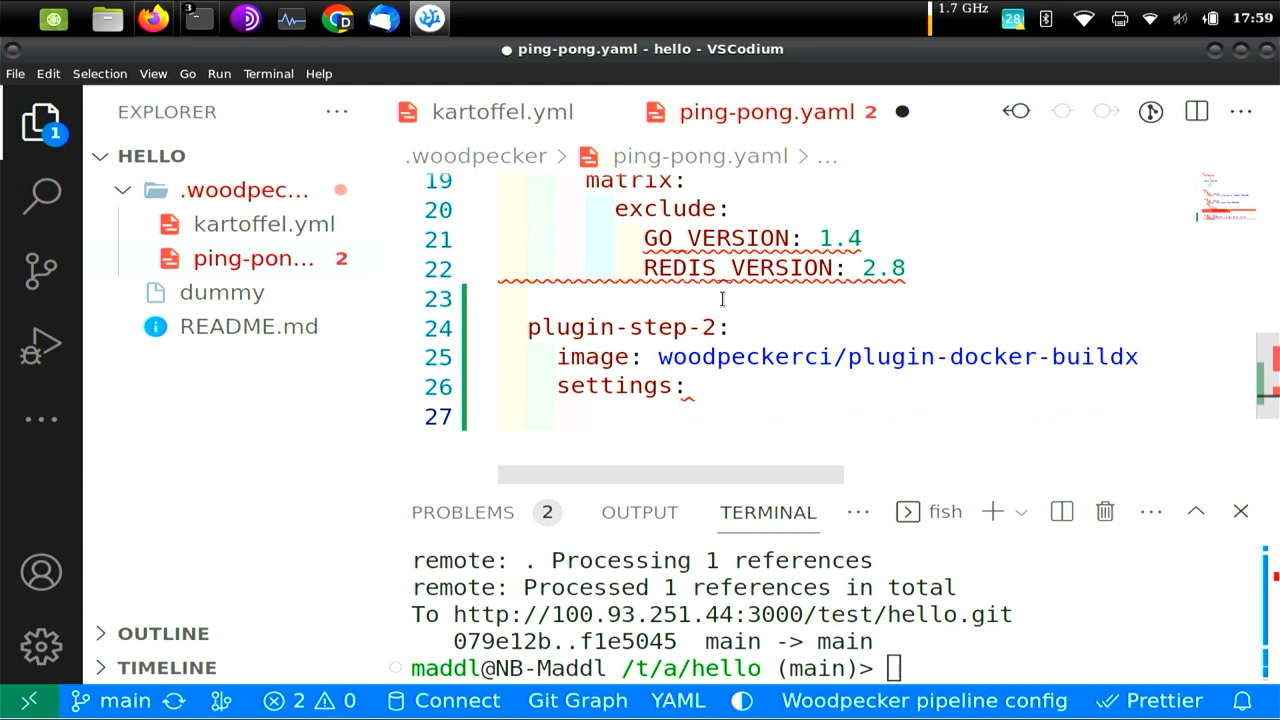 3
1.7 GHz
28
17:59
● ping-pong.yaml - hello - VSCodium
File Edit Selection View Go Run Terminal Help
EXPLORER ···
kartoffel.yml
ping-pong.yaml 2 ●
1
HELLO
.woodpecker > ping-pong.yaml > ...
.woodpec...
kartoffel.yml
ping-pon... 2
dummy
README.md
19 matrix:
20 exclude:
21 GO_VERSION: 1.4
22 REDIS_VERSION: 2.8
23
24 plugin-step-2:
25 image: woodpeckerci/plugin-docker-buildx
26 settings:
27
PROBLEMS 2 OUTPUT TERMINAL ··· fish
remote: . Processing 1 references
remote: Processed 1 references in total
To http://100.93.251.44:3000/test/hello.git
079e12b..f1e5045 main -> main
maddl@NB-Maddl /t/a/hello (main)>
OUTLINE
TIMELINE
main 2 0 Connect Git Graph YAML Woodpecker pipeline config Prettier